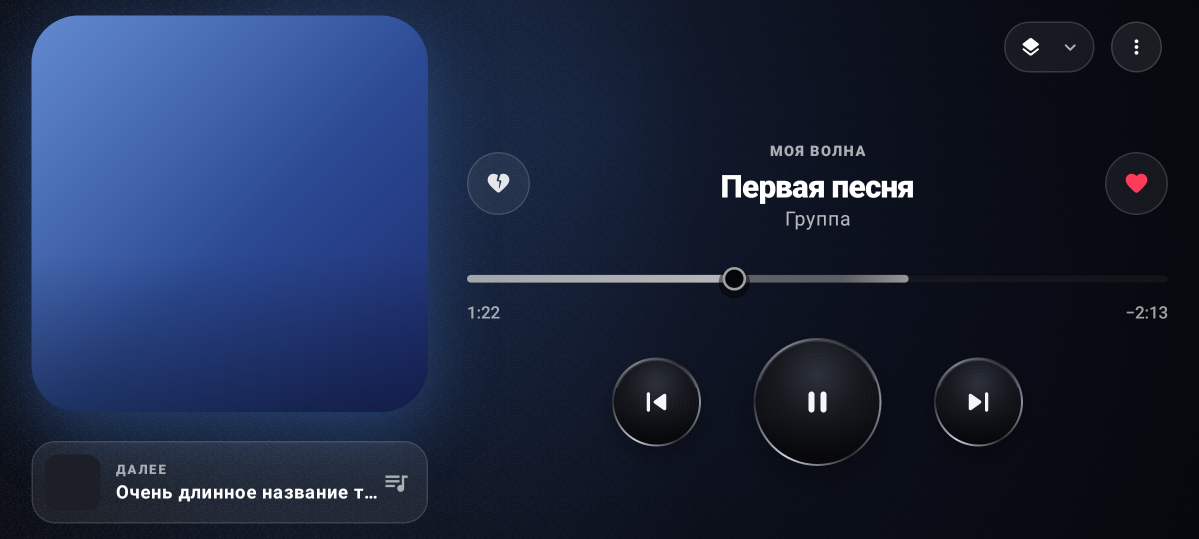 МОЯ ВОЛНА
Первая песня
Группа
1:22
−2:13
ДАЛЕЕ
Очень длинное название т…